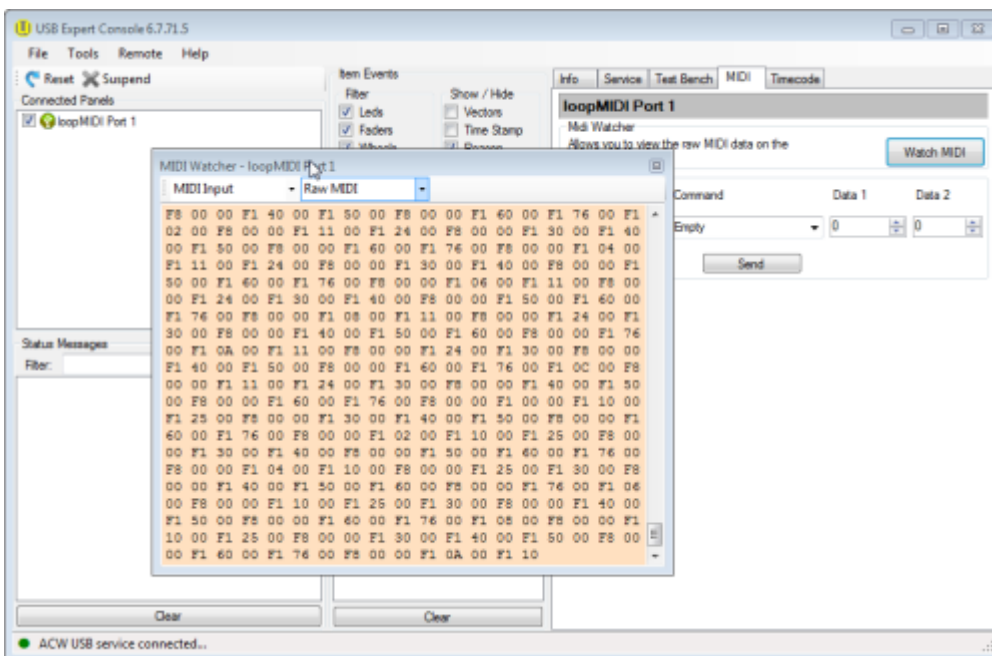 USB Expert Console 6.7.71.5
File Tools Remote Help
Reset Suspend
Connected Panels
loopMIDI Port 1
Item Events
Filter
Show / Hide
Leds
Vectors
Faders
Time Stamp
Wheels
Reason
Info Service Test Bench MIDI Timecode
loopMIDI Port 1
Midi Watcher
Allows you to view the raw MIDI data on the
Watch MIDI
Command Data 1 Data 2
Empty 0 0
Send
MIDI Watcher - loopMIDI Port 1
MIDI Input Raw MIDI
F8 00 00 F1 40 00 F1 50 00 F8 00 00 F1 60 00 F1 76 00 F1
02 00 F8 00 00 F1 11 00 F1 24 00 F8 00 00 F1 30 00 F1 40
00 F1 50 00 F8 00 00 F1 60 00 F1 76 00 F8 00 00 F1 04 00
F1 11 00 F1 24 00 F8 00 00 F1 30 00 F1 40 00 F8 00 00 F1
50 00 F1 60 00 F1 76 00 F8 00 00 F1 06 00 F1 11 00 F8 00
00 F1 24 00 F1 30 00 F1 40 00 F8 00 00 F1 50 00 F1 60 00
F1 76 00 F8 00 00 F1 08 00 F1 11 00 F8 00 00 F1 24 00 F1
30 00 F8 00 00 F1 40 00 F1 50 00 F1 60 00 F8 00 00 F1 76
00 F1 0A 00 F1 11 00 F8 00 00 F1 24 00 F1 30 00 F8 00 00
F1 40 00 F1 50 00 F8 00 00 F1 60 00 F1 76 00 F1 0C 00 F8
00 00 F1 11 00 F1 24 00 F1 30 00 F8 00 00 F1 40 00 F1 50
00 F8 00 00 F1 60 00 F1 76 00 F8 00 00 F1 00 00 F1 10 00
F1 25 00 F8 00 00 F1 30 00 F1 40 00 F1 50 00 F8 00 00 F1
60 00 F1 76 00 F8 00 00 F1 02 00 F1 10 00 F1 25 00 F8 00
00 F1 30 00 F1 40 00 F8 00 00 F1 50 00 F1 60 00 F1 76 00
F8 00 00 F1 04 00 F1 10 00 F8 00 00 F1 25 00 F1 30 00 F8
00 00 F1 40 00 F1 50 00 F1 60 00 F8 00 00 F1 76 00 F1 06
00 F8 00 00 F1 10 00 F1 25 00 F1 30 00 F8 00 00 F1 40 00
F1 50 00 F8 00 00 F1 60 00 F1 76 00 F1 08 00 F8 00 00 F1
10 00 F1 25 00 F8 00 00 F1 30 00 F1 40 00 F1 50 00 F8 00
00 F1 60 00 F1 76 00 F8 00 00 F1 0A 00 F1 10
Status Messages
Filter:
Clear
Clear
ACW USB service connected...